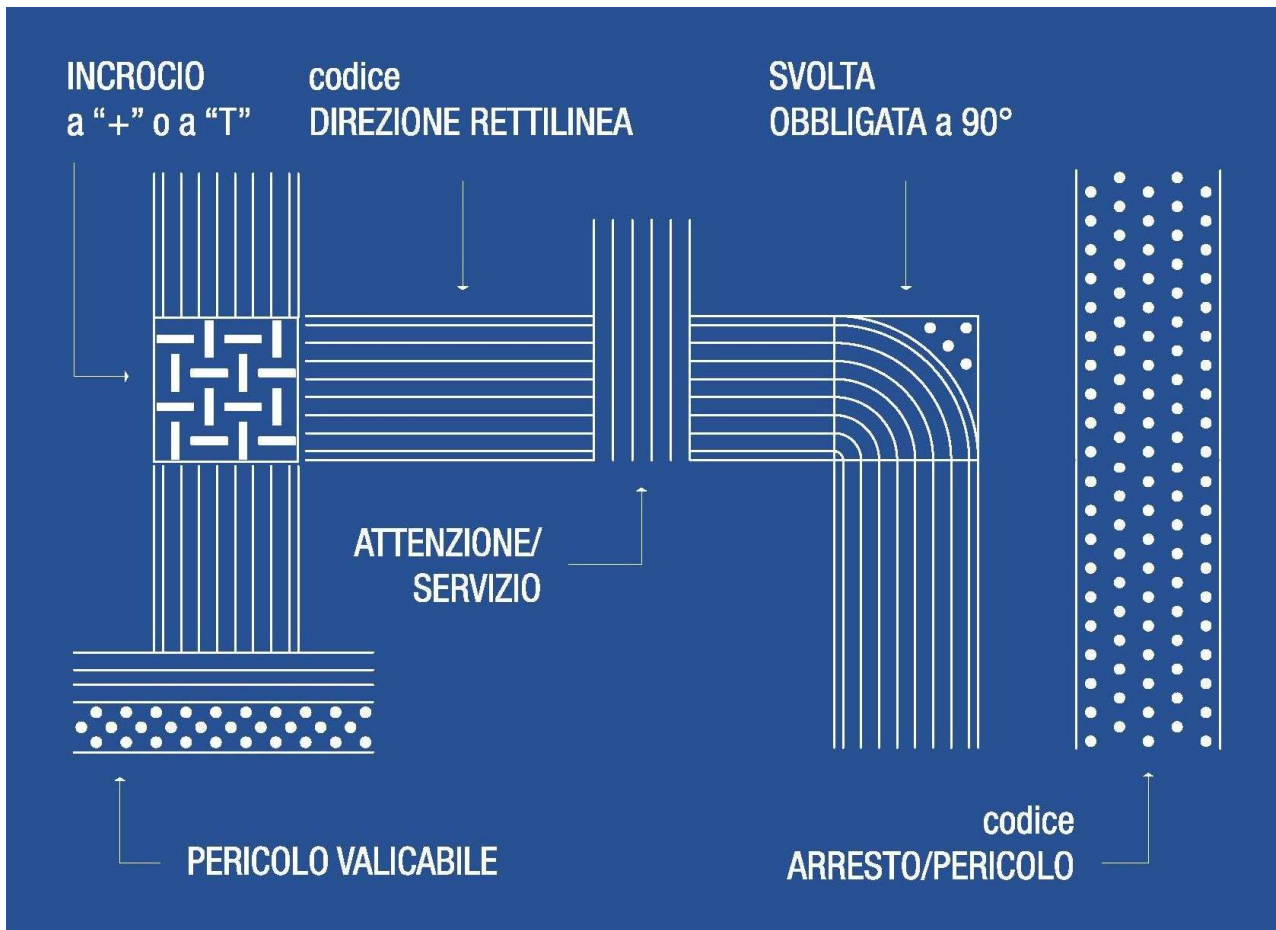 INCROCIO
a “+” o a “T”
codice
DIREZIONE RETTILINEA
SVOLTA
OBBLIGATA a 90°
ATTENZIONE/
SERVIZIO
PERICOLO VALICABILE
codice
ARRESTO/PERICOLO